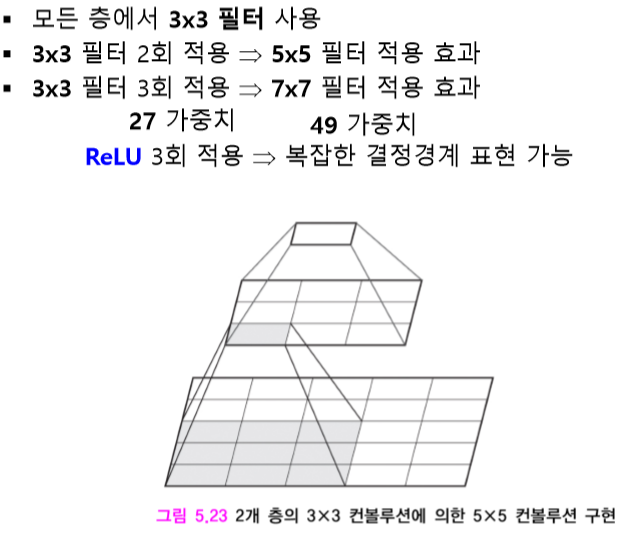 ▪ 모든 층에서 3x3 필터 사용
▪ 3x3 필터 2회 적용 ⇒ 5x5 필터 적용 효과
▪ 3x3 필터 3회 적용 ⇒ 7x7 필터 적용 효과
27 가중치 49 가중치
ReLU 3회 적용 ⇒ 복잡한 결정경계 표현 가능
그림 5.23 2개 층의 3×3 컨볼루션에 의한 5×5 컨볼루션 구현